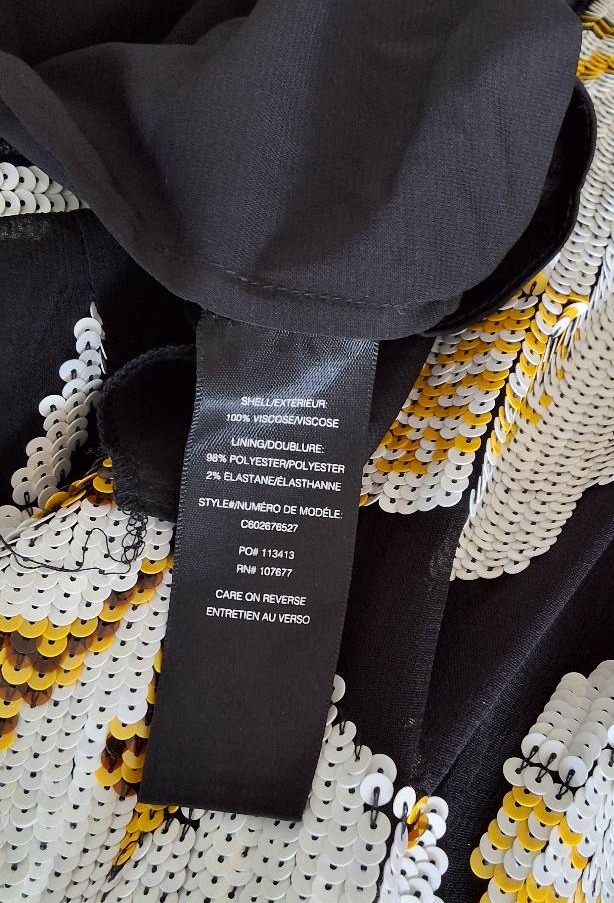 SHELL/EXTERIEUR:
100% VISCOSE/VISCOSE
LINING/DOUBLURE:
98% POLYESTER/POLYESTER
2% ELASTANE/ÉLASTHANNE
STYLE#/NUMÉRO DE MODÉLE:
C602676527
PO# 113413
RN# 107677
CARE ON REVERSE
ENTRETIEN AU VERSO